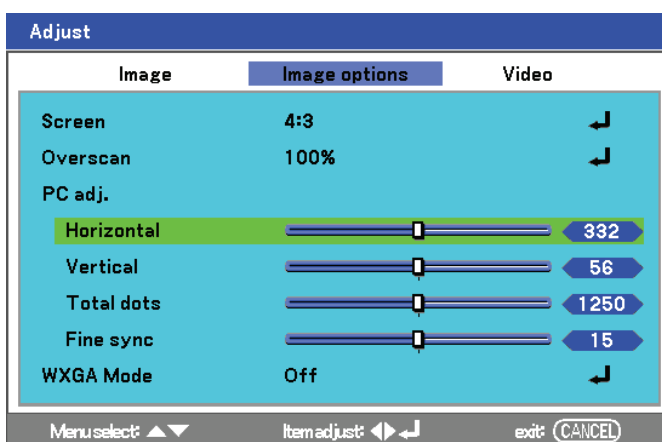 Adjust
Image Image options Video
Screen 4:3
Overscan 100%
PC adj.
Horizontal 332
Vertical 56
Total dots 1250
Fine sync 15
WXGA Mode Off
Menu select: Item adjust: exit: CANCEL